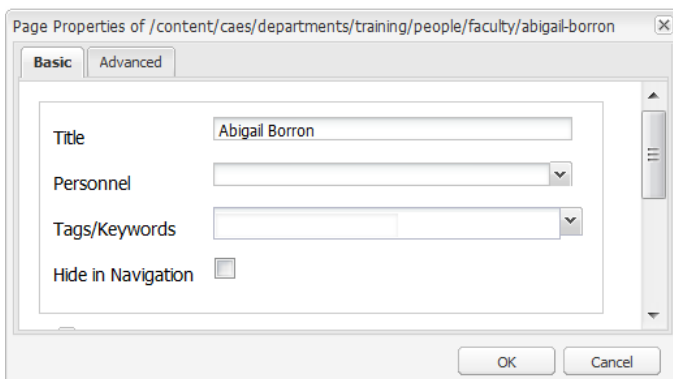 Page Properties of /content/caes/departments/training/people/faculty/abigail-borron
Basic Advanced
Title Abigail Borron
Personnel
Tags/Keywords
Hide in Navigation
OK Cancel